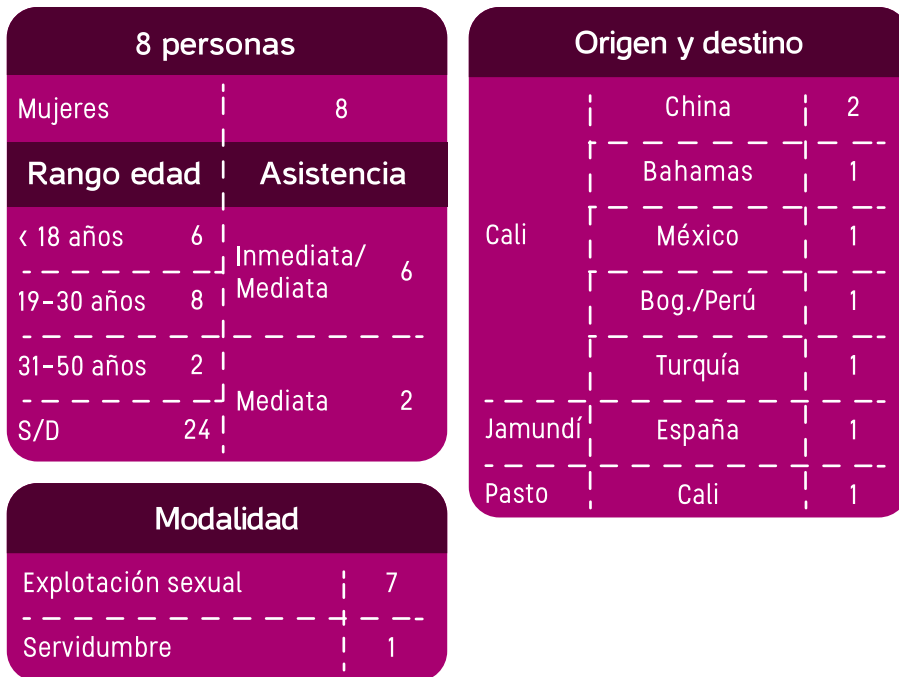 8 personas
Mujeres 8
Rango edad Asistencia
< 18 años 6
19-30 años 8
31-50 años 2
S/D 24
Inmediata/
Mediata 6
Mediata 2
Modalidad
Explotación sexual 7
Servidumbre 1
Origen y destino
Cali
China 2
Bahamas 1
México 1
Bog./Perú 1
Turquía 1
Jamundí España 1
Pasto Cali 1